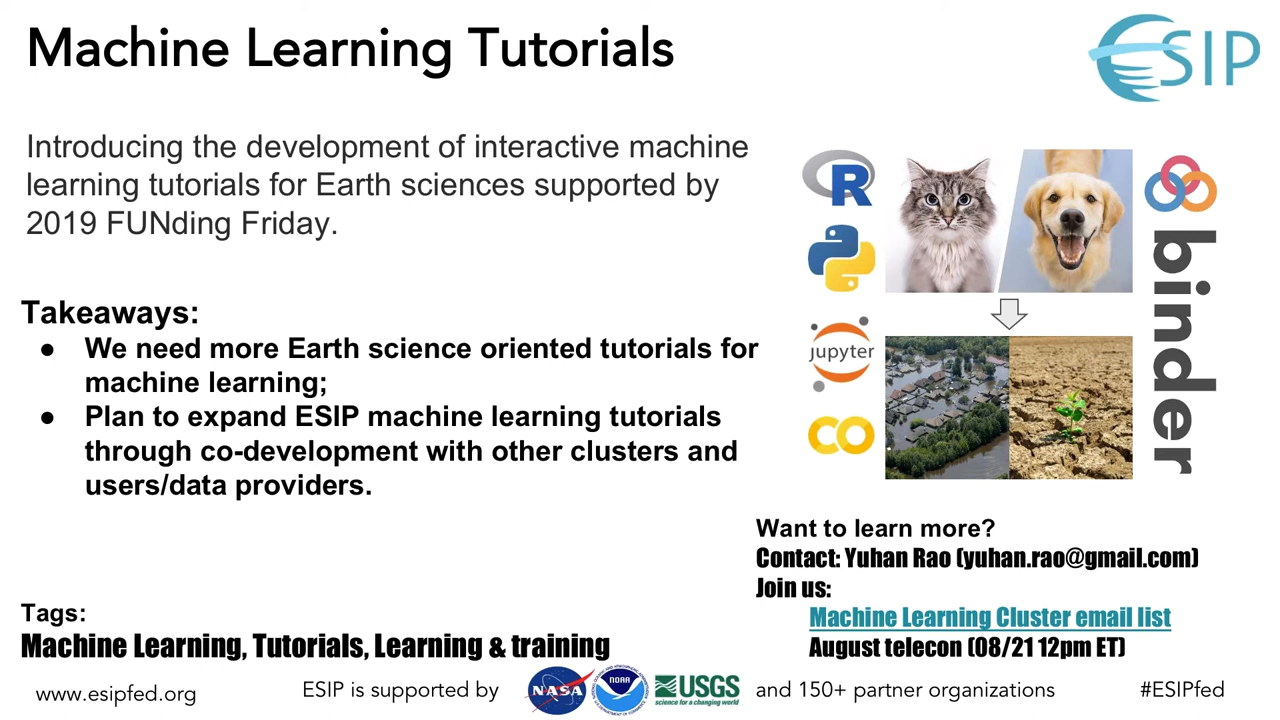 Machine Learning Tutorials
ESIP
Introducing the development of interactive machine
learning tutorials for Earth sciences supported by
2019 FUNding Friday.
Takeaways:
● We need more Earth science oriented tutorials for
machine learning;
● Plan to expand ESIP machine learning tutorials
through co-development with other clusters and
users/data providers.
R
jupyter
CO
binder
Want to learn more?
Contact: Yuhan Rao (yuhan.rao@gmail.com)
Join us:
Machine Learning Cluster email list
August telecon (08/21 12pm ET)
Tags:
Machine Learning, Tutorials, Learning & training
www.esipfed.org
ESIP is supported by
NASA
NOAA
USGS
science for a changing world
and 150+ partner organizations
#ESIPfed